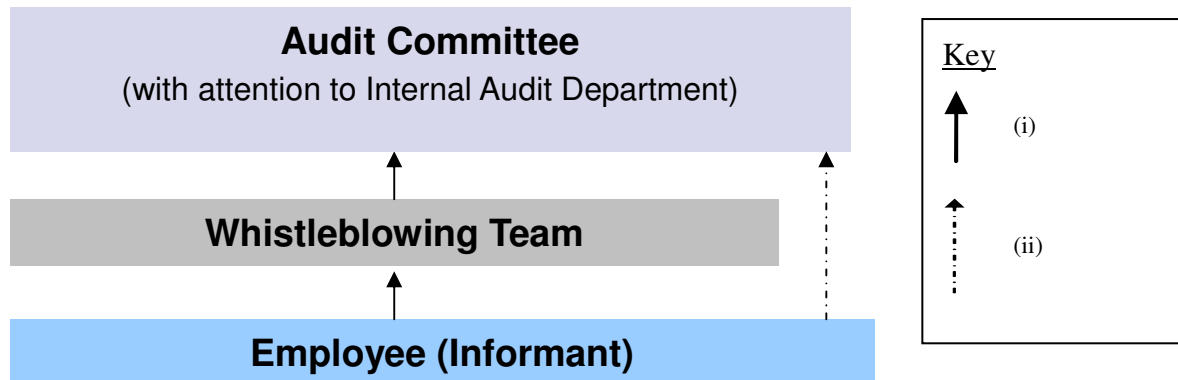 Audit Committee
(with attention to Internal Audit Department)
Whistleblowing Team
Employee (Informant)
Key
(i)
(ii)